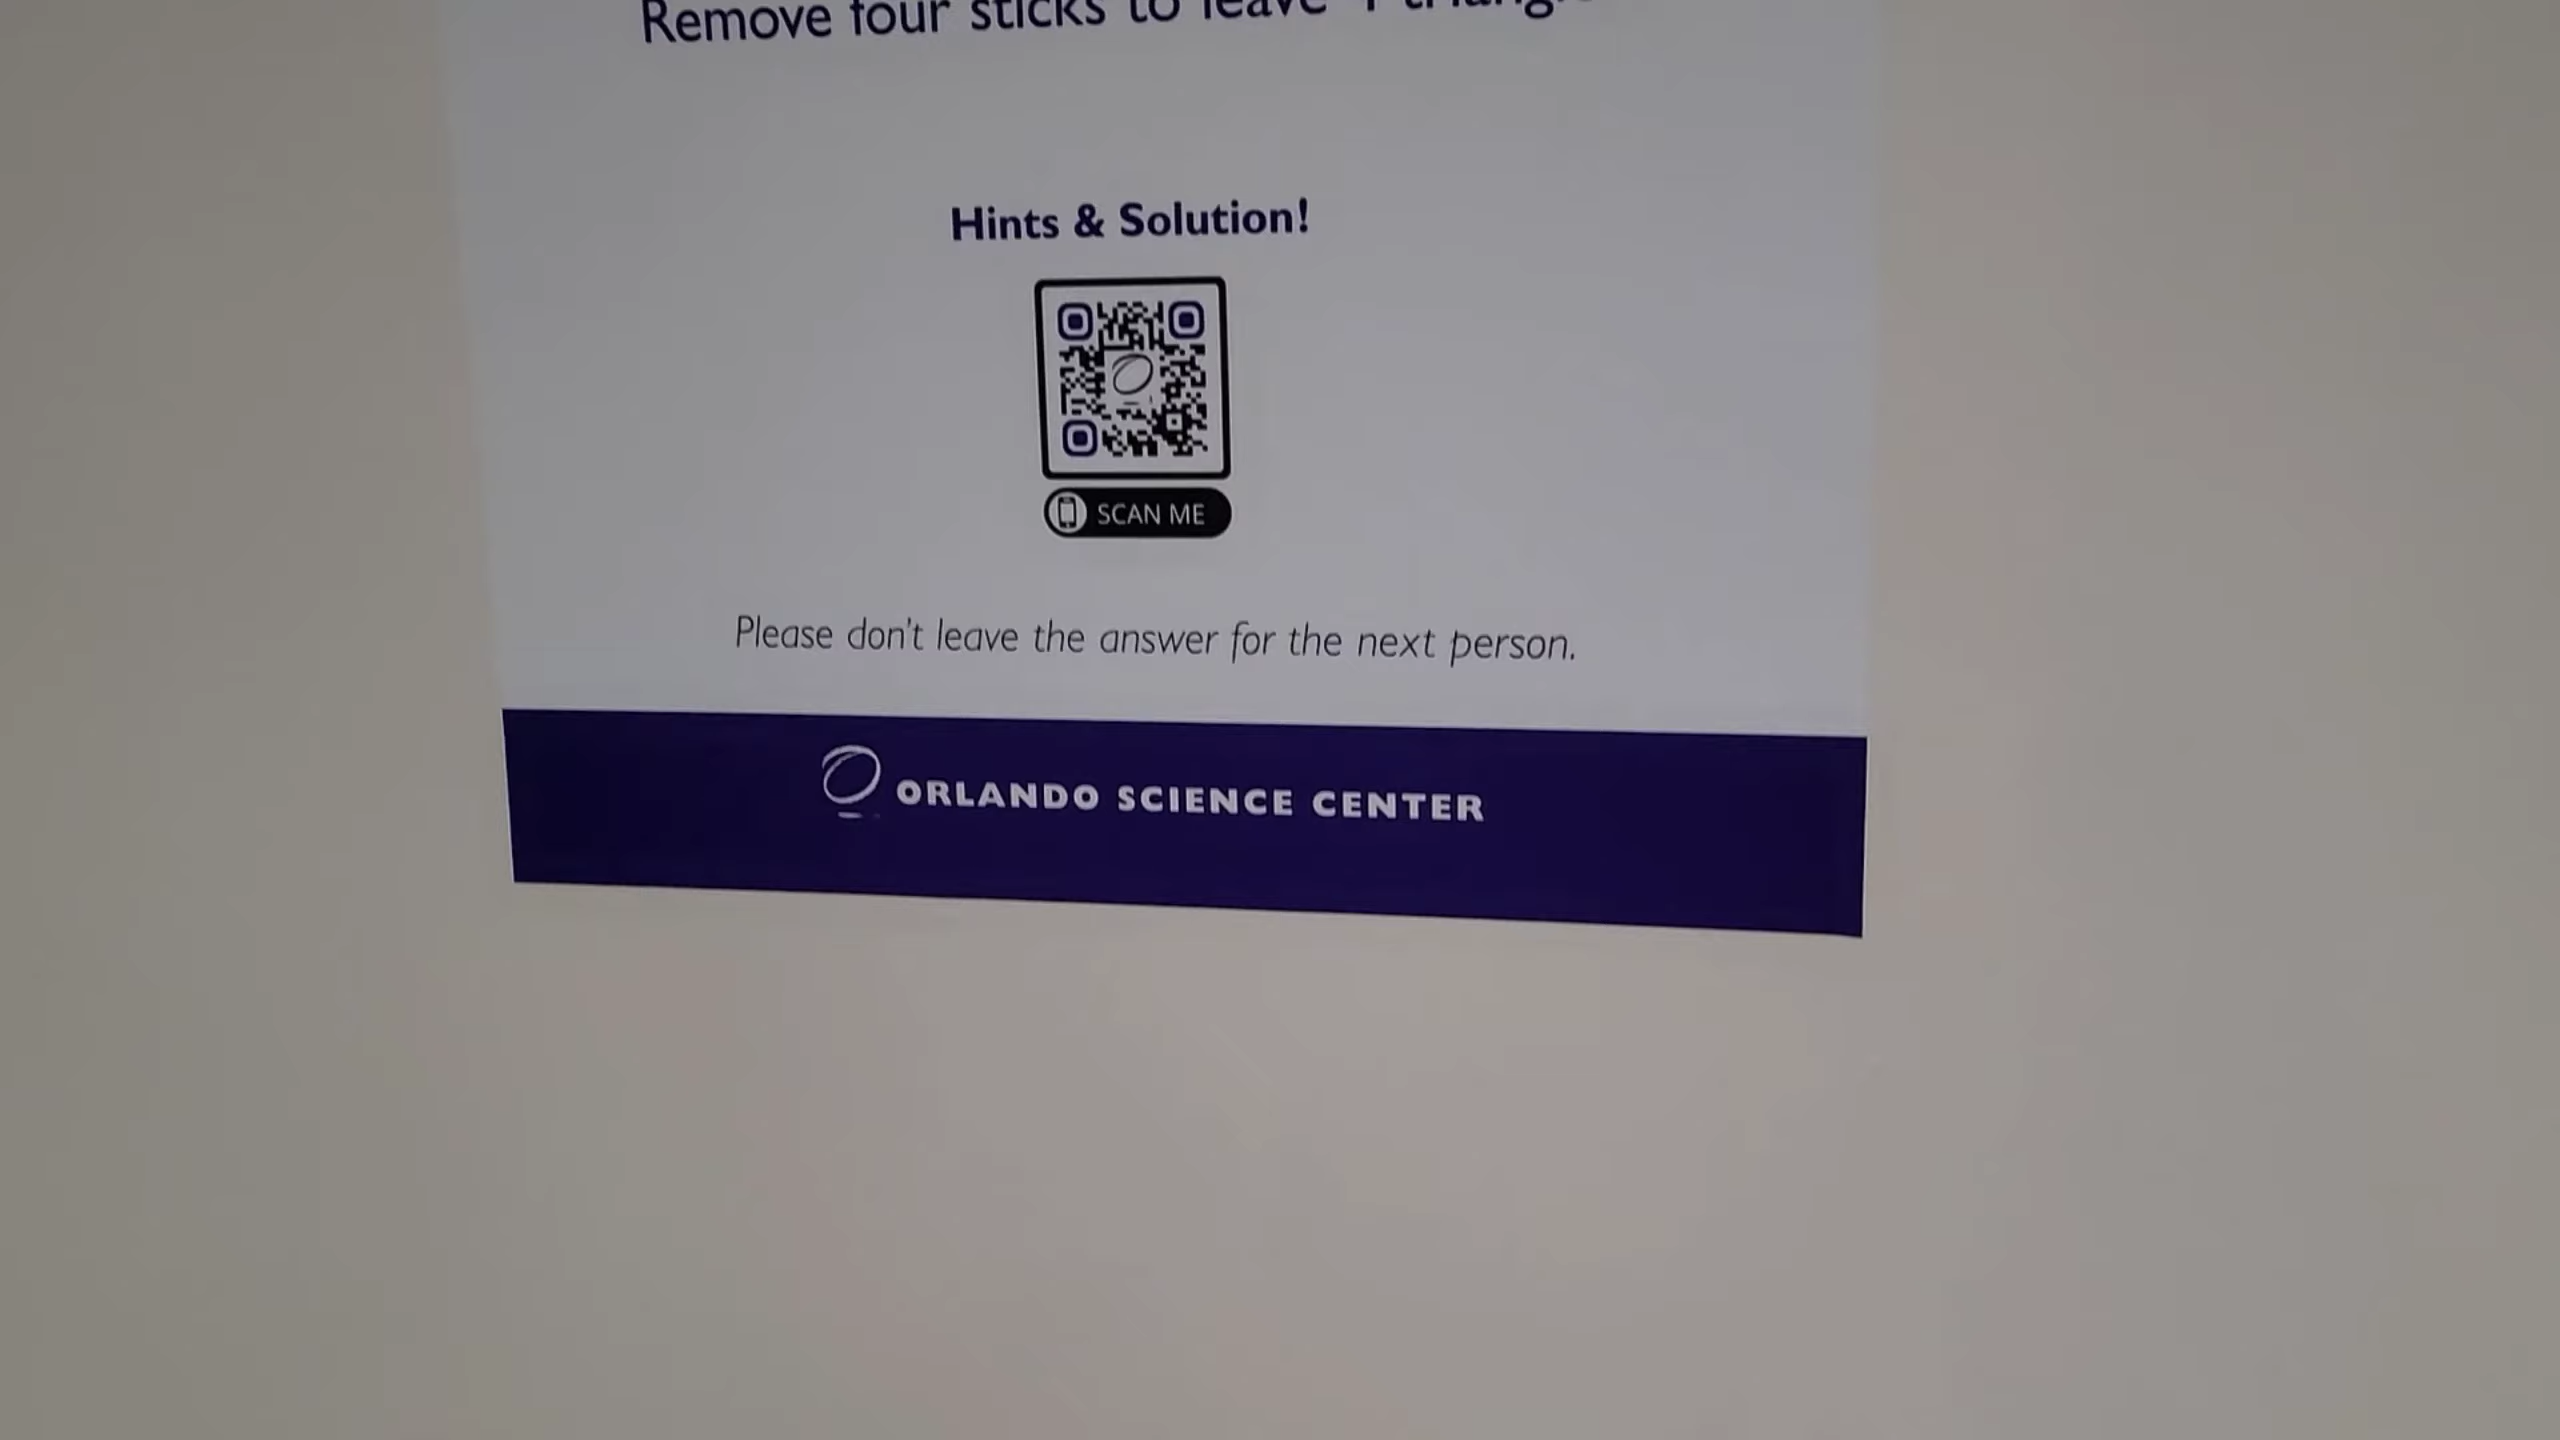 Remove four sticks to leave 4
Hints & Solution!
SCAN ME
Please don't leave the answer for the next person.
ORLANDO SCIENCE CENTER